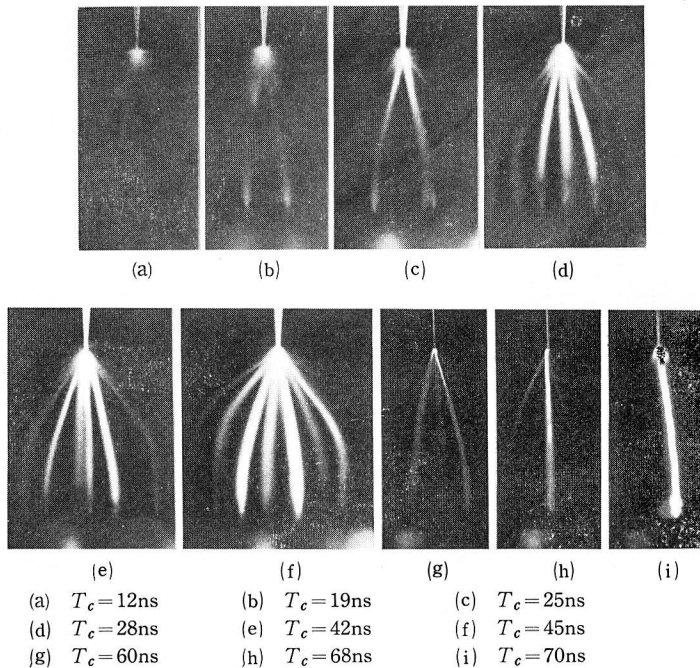 (a) (b) (c) (d)
(e) (f) (g) (h) (i)
(a) T_c=12ns (b) T_c=19ns (c) T_c=25ns
(d) T_c=28ns (e) T_c=42ns (f) T_c=45ns
(g) T_c=60ns (h) T_c=68ns (i) T_c=70ns